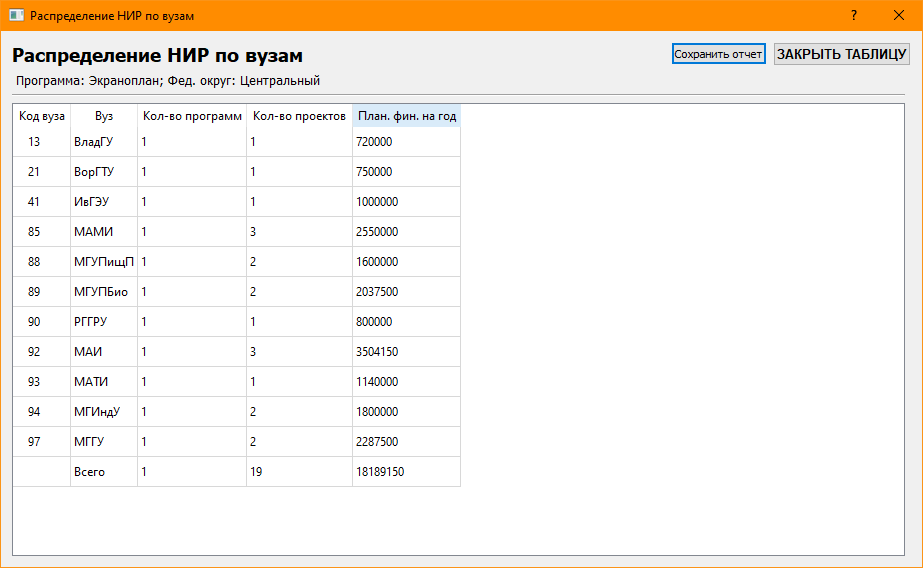 Распределение НИР по вузам
?
Распределение НИР по вузам
Сохранить отчет ЗАКРЫТЬ ТАБЛИЦУ
Программа: Экраноплан; Фед. округ: Центральный
Код вуза Вуз Кол-во программ Кол-во проектов План. фин. на год
13 ВладГУ 1 1 720000
21 ВорГТУ 1 1 750000
41 ИвГЭУ 1 1 1000000
85 МАМИ 1 3 2550000
88 МГУПищП 1 2 1600000
89 МГУПБио 1 2 2037500
90 РГГРУ 1 1 800000
92 МАИ 1 3 3504150
93 МАТИ 1 1 1140000
94 МГИндУ 1 2 1800000
97 МГГУ 1 2 2287500
Всего 1 19 18189150